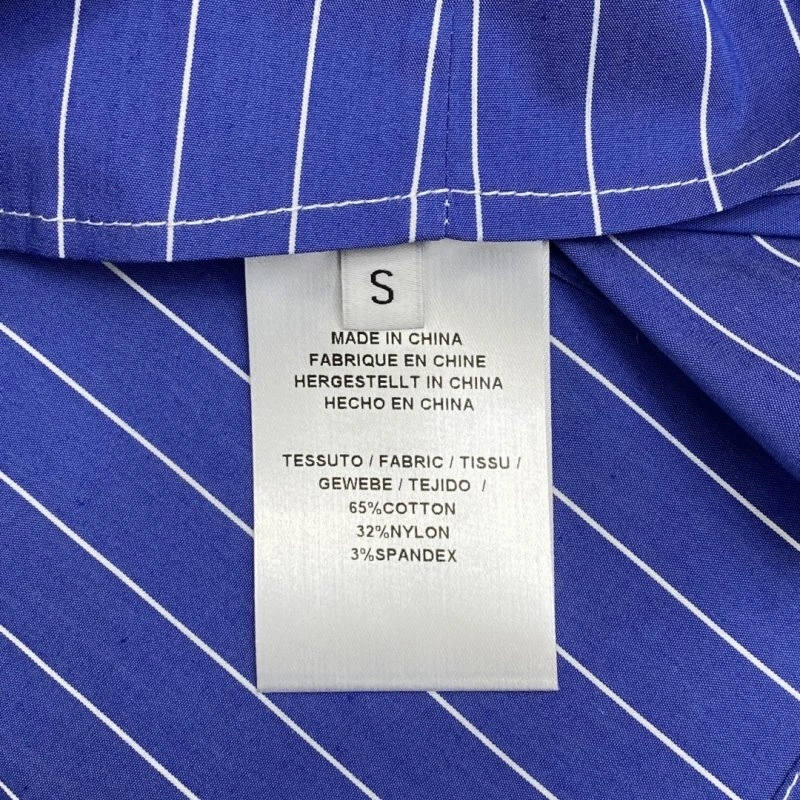 S
MADE IN CHINA
FABRIQUE EN CHINE
HERGESTELLT IN CHINA
HECHO EN CHINA
TESSUTO / FABRIC / TISSU /
GEWEBE / TEJIDO /
65%COTTON
32%NYLON
3%SPANDEX